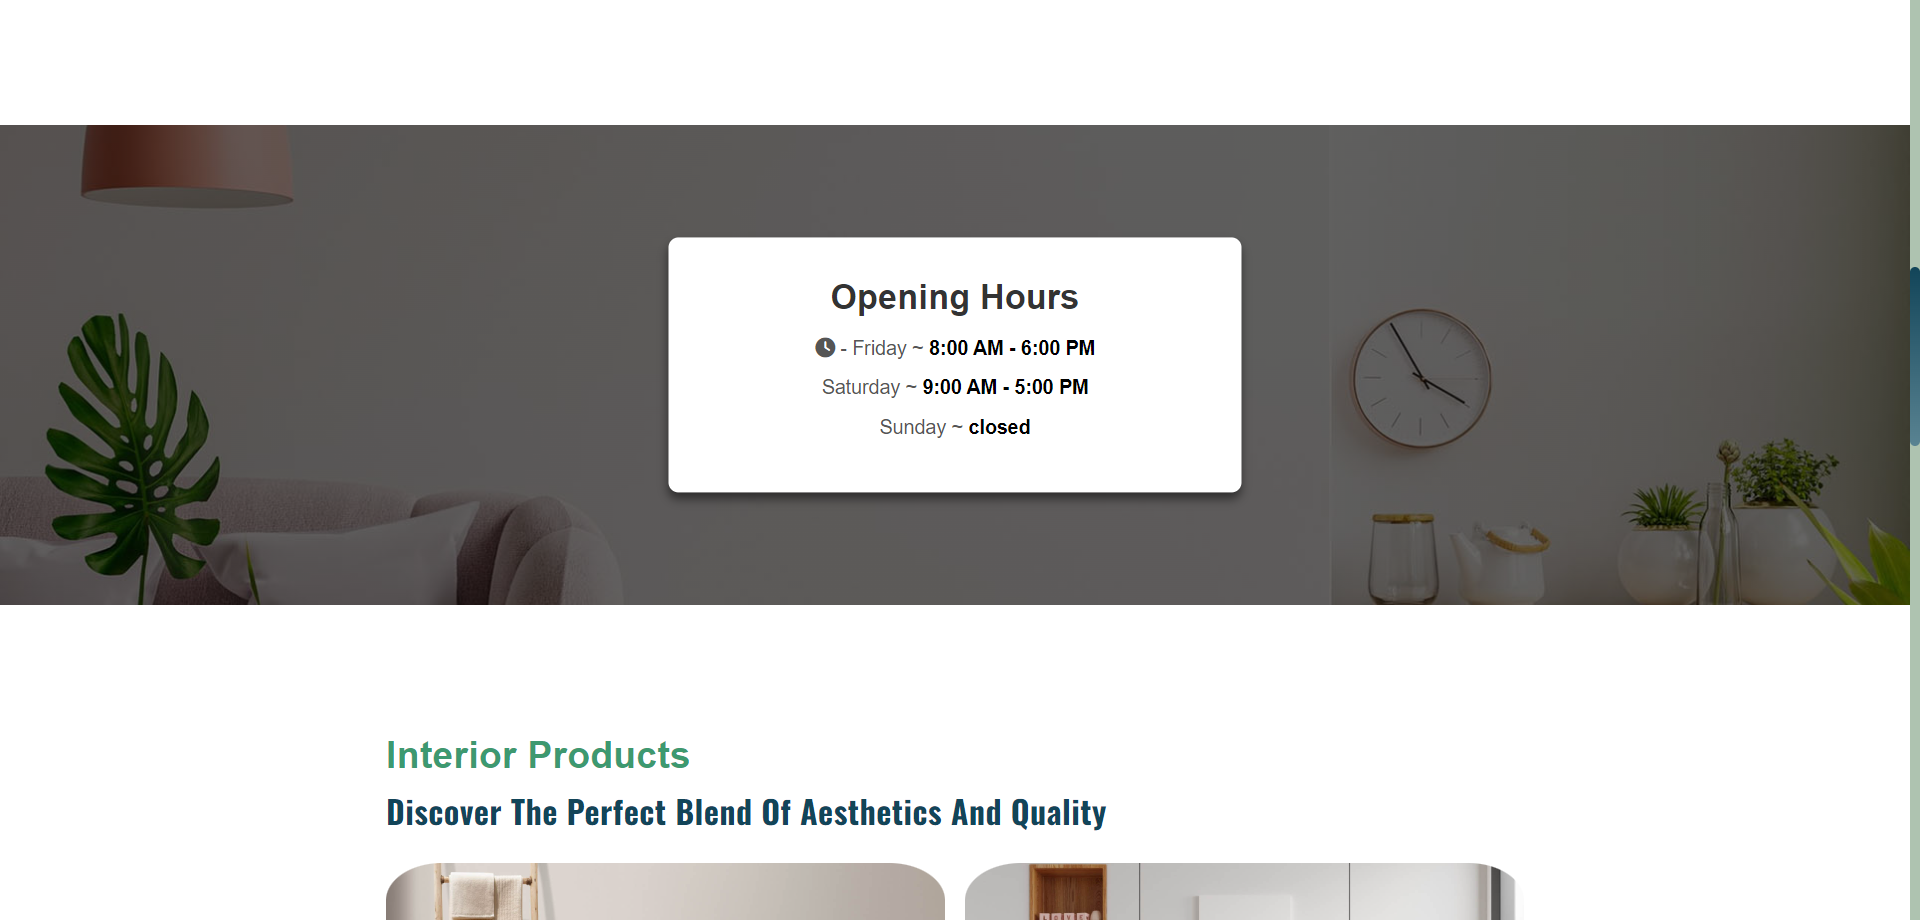 Opening Hours
- Friday ~ 8:00 AM - 6:00 PM
Saturday ~ 9:00 AM - 5:00 PM
Sunday ~ closed
Interior Products
Discover The Perfect Blend Of Aesthetics And Quality
LOVE